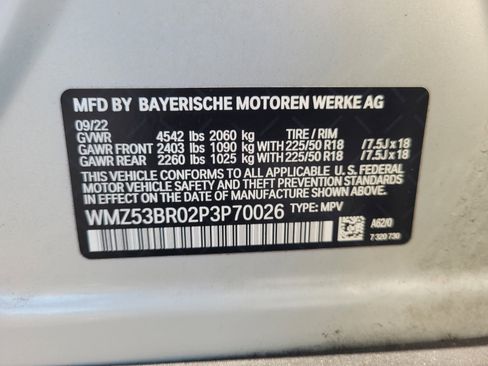 MFD BY BAYERISCHE MOTOREN WERKE AG
09/22
GVWR 4542 lbs 2060 kg TIRE / RIM
GAWR FRONT 2403 lbs 1090 kg WITH 225/50 R18 /7.5J x 18
GAWR REAR 2260 lbs 1025 kg WITH 225/50 R18 /7.5J x 18
THIS VEHICLE CONFORMS TO ALL APPLICABLE U. S. FEDERAL
MOTOR VEHICLE SAFETY, BUMPER,
AND THEFT PREVENTION STANDARDS IN
EFFECT ON THE DATE OF MANUFACTURE SHOWN ABOVE.
WMZ53BR02P3P70026 TYPE: MPV
A62/0
7 320 730